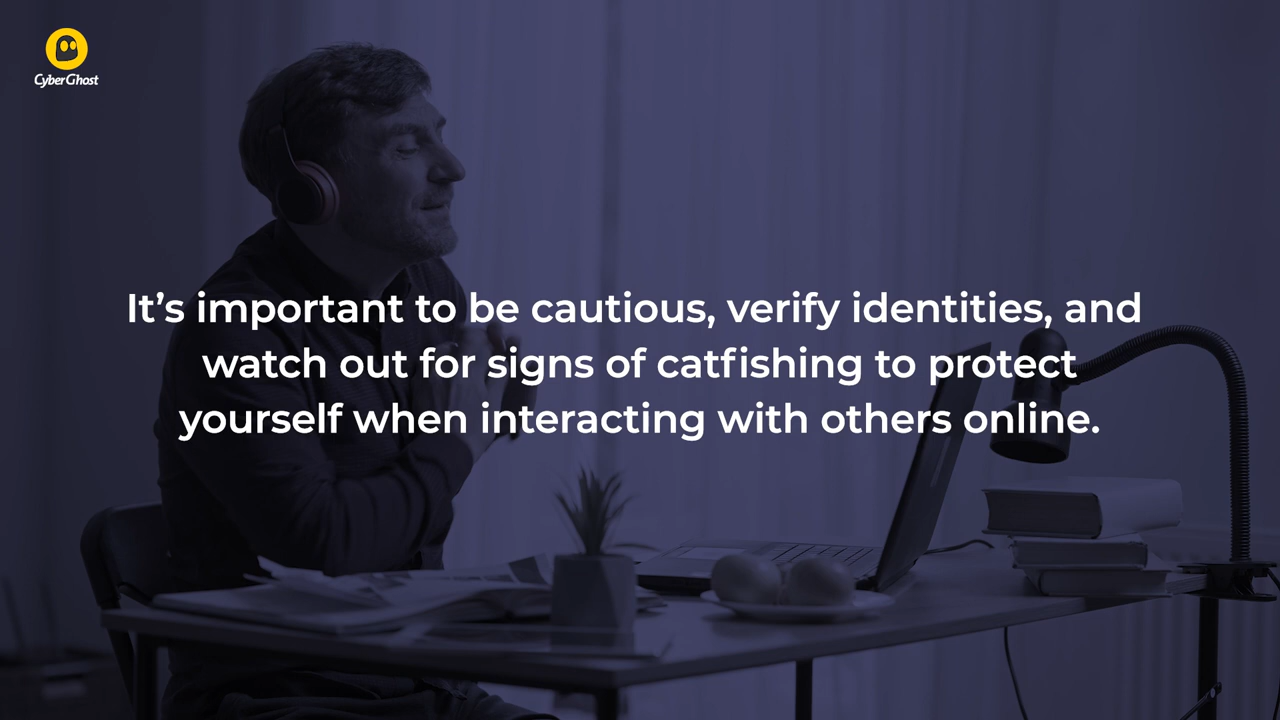 CyberGhost
It’s important to be cautious, verify identities, and
watch out for signs of catfishing to protect
yourself when interacting with others online.